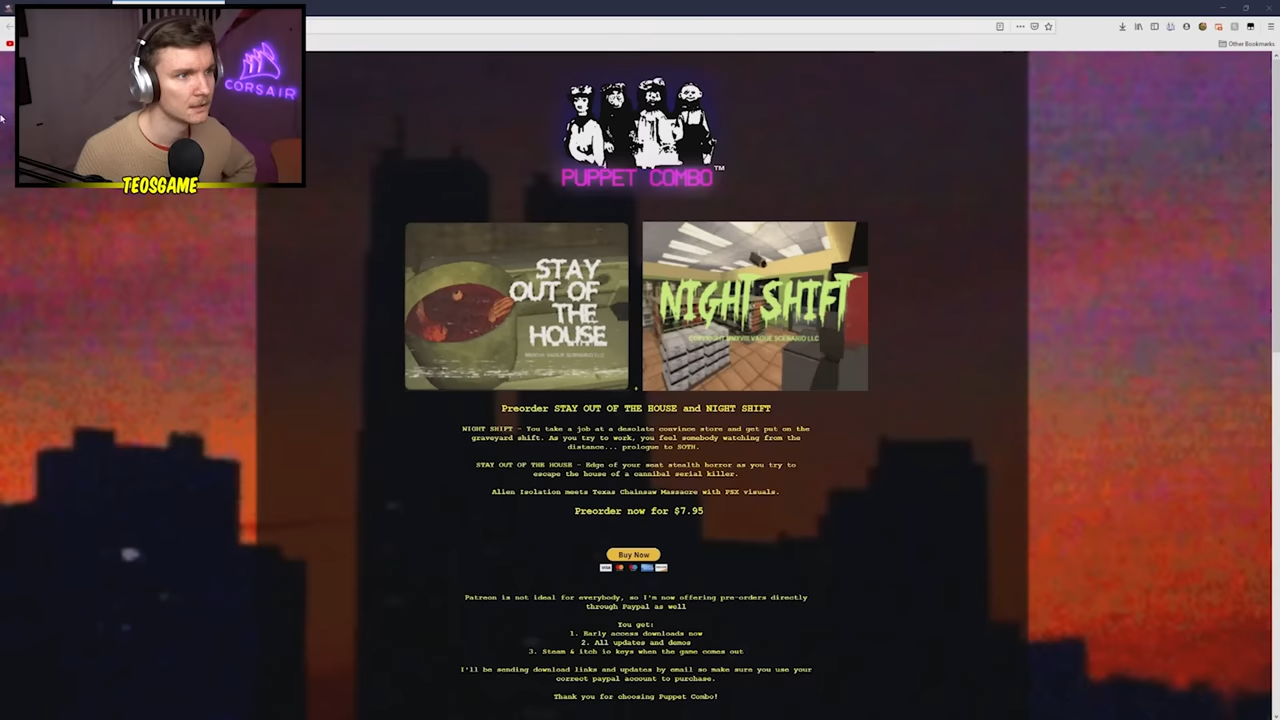 Other Bookmarks
CORSAIR
TEOSGAME
PUPPET COMBO™
STAY
OUT OF
THE
HOUSE
NIGHT SHIFT
Preorder STAY OUT OF THE HOUSE and NIGHT SHIFT
NIGHT SHIFT - You take a job at a desolate convince store and get put on the
graveyard shift. As you try to work, you feel somebody watching from the
distance... prologue to SOTH.
STAY OUT OF THE HOUSE - Edge of your seat stealth horror as you try to
escape the house of a cannibal serial killer.
Alien Isolation meets Texas Chainsaw Massacre with PSX visuals.
Preorder now for $7.95
Buy Now
VISA
Patreon is not ideal for everybody, so I'm now offering pre-orders directly
through Paypal as well
You get:
1. Early access downloads now
2. All updates and demos
3. Steam & itch io keys when the game comes out
I'll be sending download links and updates by email so make sure you use your
correct paypal account to purchase.
Thank you for choosing Puppet Combo!